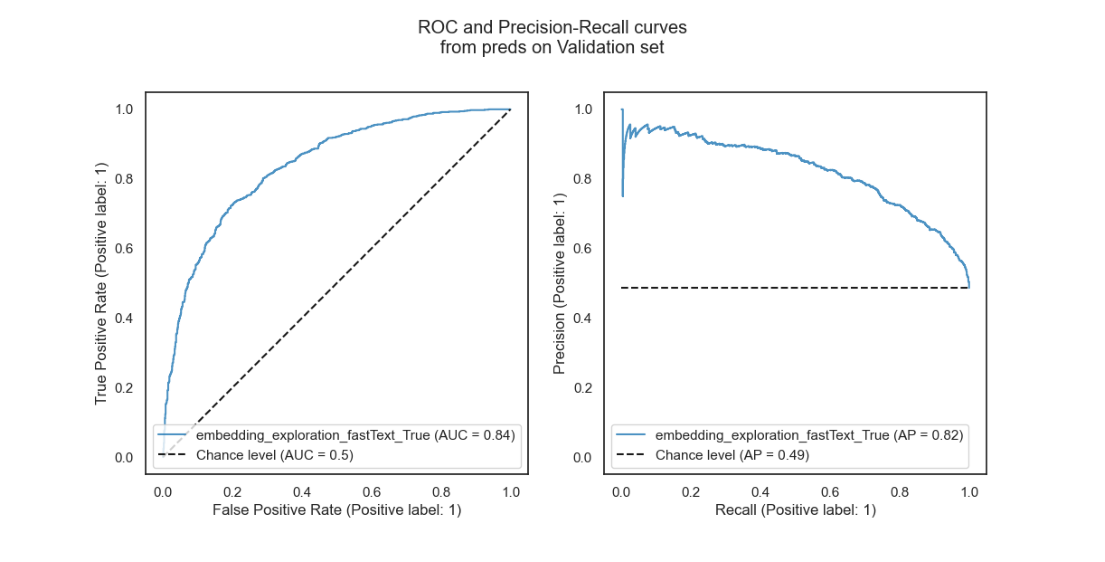 ROC and Precision-Recall curves
from preds on Validation set
True Positive Rate (Positive label: 1)
1.0
0.8
0.6
0.4
0.2
0.0
embedding_exploration_fastText_True (AUC = 0.84)
Chance level (AUC = 0.5)
0.0 0.2 0.4 0.6 0.8 1.0
False Positive Rate (Positive label: 1)
Precision (Positive label: 1)
1.0
0.8
0.6
0.4
0.2
0.0
embedding_exploration_fastText_True (AP = 0.82)
Chance level (AP = 0.49)
0.0 0.2 0.4 0.6 0.8 1.0
Recall (Positive label: 1)